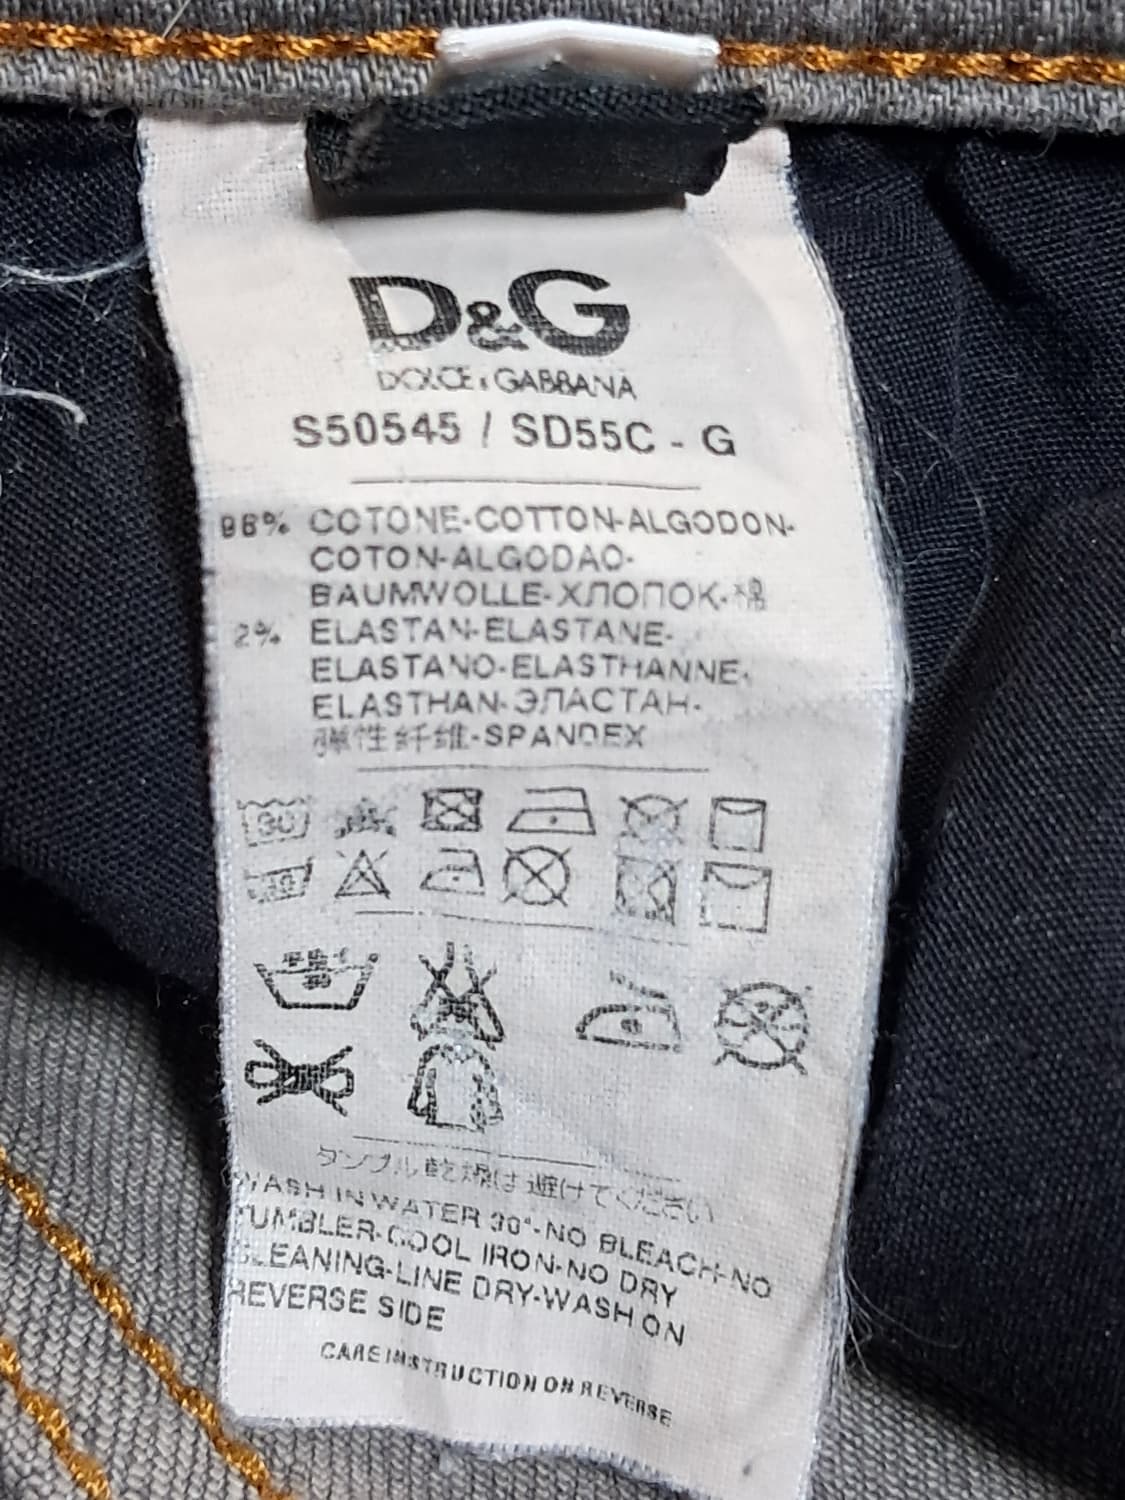 D&G
DOLCE & GABBANA
S50545 / SD55C - G
98% COTONE-COTTON-ALGODON-
COTON-ALGODAO-
BAUMWOLLE-ХЛОПОК-棉
2% ELASTAN-ELASTANE-
ELASTANO-ELASTHANNE-
ELASTHAN-ЭЛАСТАН-
弹性纤维-SPANDEX
30
30
タンブル乾燥は避けてください
WASH IN WATER 30°-NO BLEACH-NO
TUMBLER-COOL IRON-NO DRY
CLEANING-LINE DRY-WASH ON
REVERSE SIDE
CARE INSTRUCTION ON REVERSE